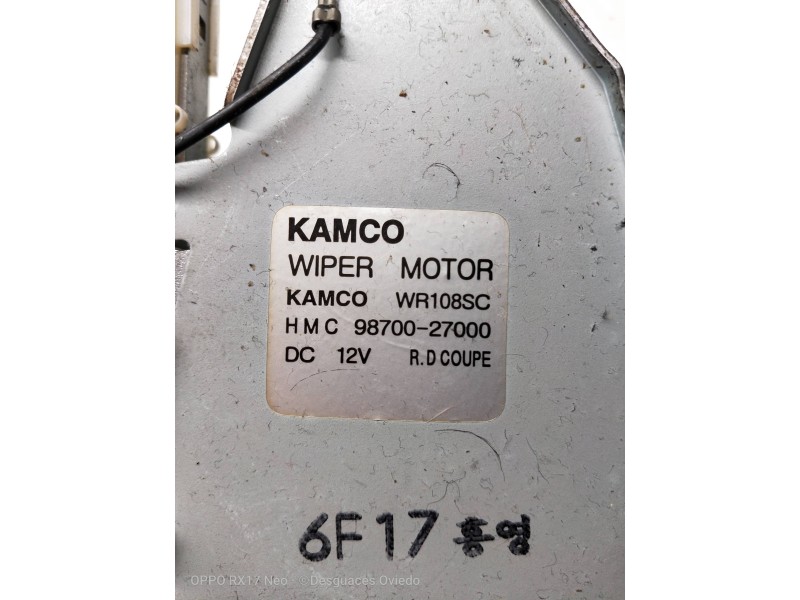 KAMCO
WIPER MOTOR
KAMCO WR108SC
HMC 98700-27000
DC 12V R.D COUPE
6F17 홍영
OPPO RX17 Neo Desguaces Oviedo